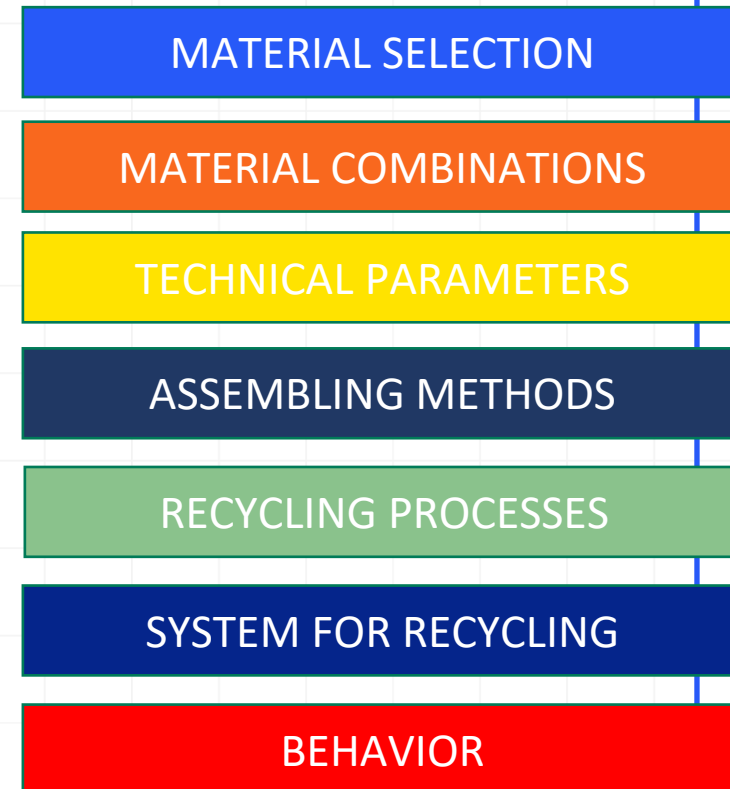 MATERIAL SELECTION
MATERIAL COMBINATIONS
TECHNICAL PARAMETERS
ASSEMBLING METHODS
RECYCLING PROCESSES
SYSTEM FOR RECYCLING
BEHAVIOR